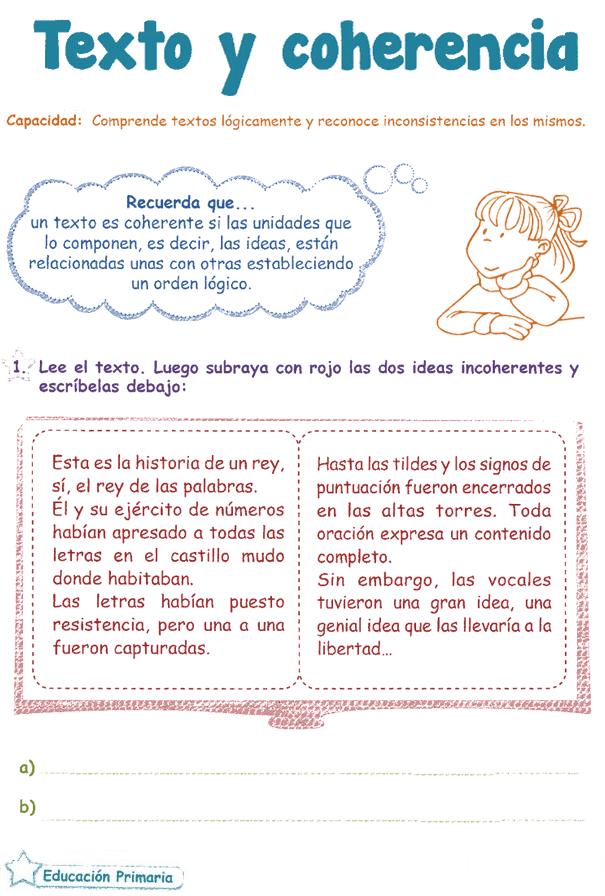 Texto y coherencia
Capacidad: Comprende textos lógicamente y reconoce inconsistencias en los mismos.
Recuerda que...
un texto es coherente si las unidades que
lo componen, es decir, las ideas, están
relacionadas unas con otras estableciendo
un orden lógico.
1. Lee el texto. Luego subraya con rojo las dos ideas incoherentes y
escríbelas debajo:
Esta es la historia de un rey,
sí, el rey de las palabras.
Él y su ejército de números
habían apresado a todas las
letras en el castillo mudo
donde habitaban.
Las letras habían puesto
resistencia, pero una a una
fueron capturadas.
Hasta las tildes y los signos de
puntuación fueron encerrados
en las altas torres. Toda
oración expresa un contenido
completo.
Sin embargo, las vocales
tuvieron una gran idea, una
genial idea que las llevaría a la
libertad...
a)
b)
Educación Primaria